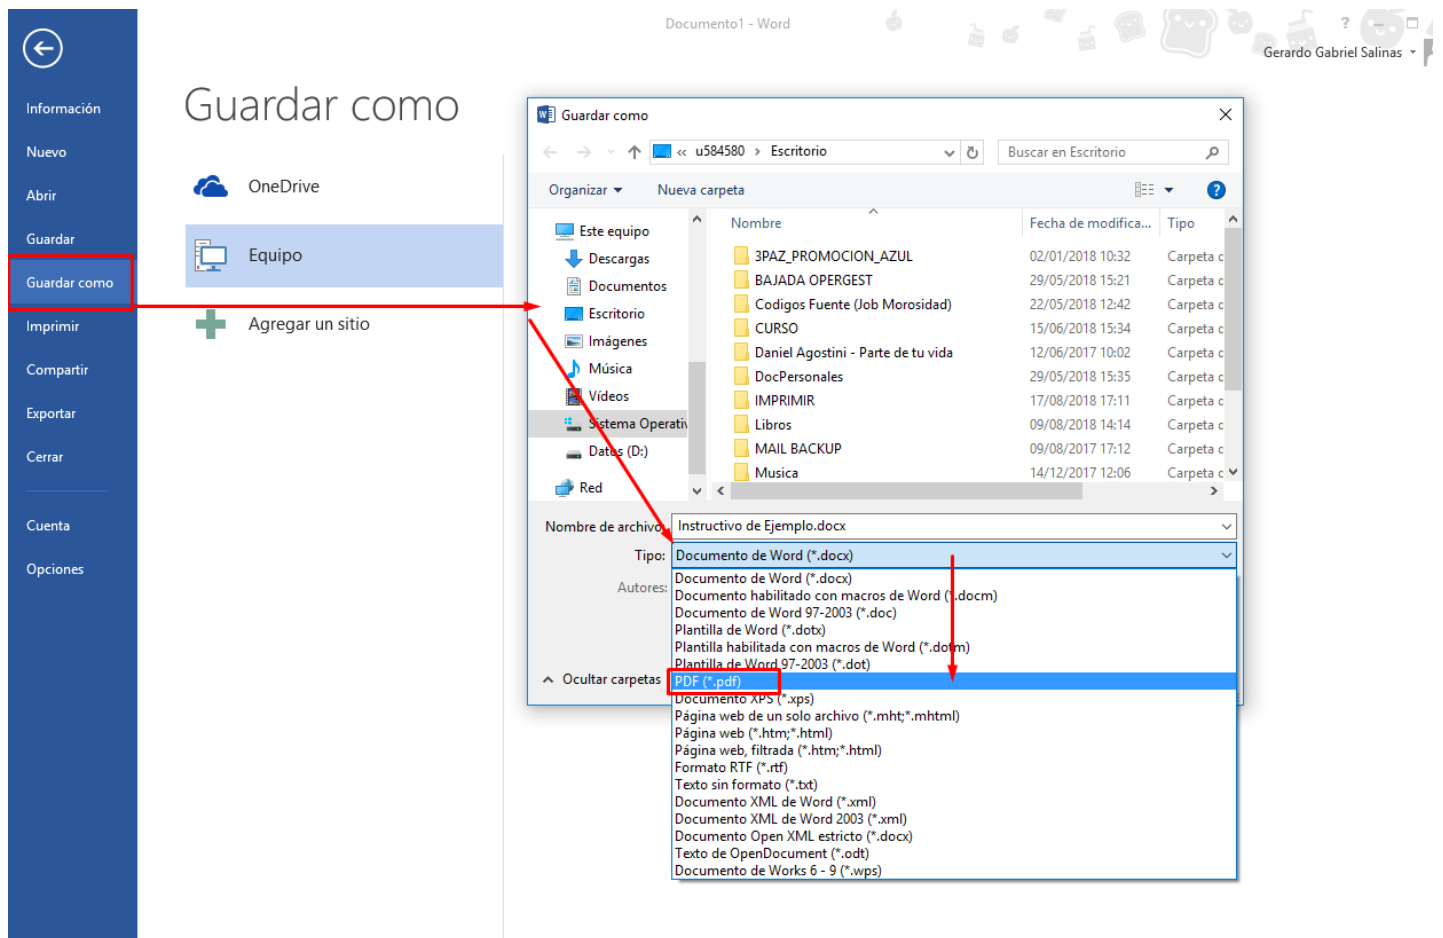 Documento1 - Word
?
Gerardo Gabriel Salinas
Información
Nuevo
Abrir
Guardar
Guardar como
Imprimir
Compartir
Exportar
Cerrar
Cuenta
Opciones
Guardar como
OneDrive
Equipo
Agregar un sitio
Guardar como
« u584580 > Escritorio
Buscar en Escritorio
Organizar
Nueva carpeta
?
Este equipo
Descargas
Documentos
Escritorio
Imágenes
Música
Vídeos
Sistema Operativ
Datos (D:)
Red
Nombre Fecha de modifica... Tipo
3PAZ_PROMOCION_AZUL 02/01/2018 10:32 Carpeta c
BAJADA OPERGEST 29/05/2018 15:21 Carpeta c
Codigos Fuente (Job Morosidad) 22/05/2018 12:42 Carpeta c
CURSO 15/06/2018 15:34 Carpeta c
Daniel Agostini - Parte de tu vida 12/06/2017 10:02 Carpeta c
DocPersonales 29/05/2018 15:35 Carpeta c
IMPRIMIR 17/08/2018 17:11 Carpeta c
Libros 09/08/2018 14:14 Carpeta c
MAIL BACKUP 09/08/2017 17:12 Carpeta c
Musica 14/12/2017 12:06 Carpeta c
Nombre de archivo: Instructivo de Ejemplo.docx
Tipo: Documento de Word (*.docx)
Autores:
Ocultar carpetas
Documento de Word (*.docx)
Documento habilitado con macros de Word (*.docm)
Documento de Word 97-2003 (*.doc)
Plantilla de Word (*.dotx)
Plantilla habilitada con macros de Word (*.dotm)
Plantilla de Word 97-2003 (*.dot)
PDF (*.pdf)
Documento XPS (*.xps)
Página web de un solo archivo (*.mht;*.mhtml)
Página web (*.htm;*.html)
Página web, filtrada (*.htm;*.html)
Formato RTF (*.rtf)
Texto sin formato (*.txt)
Documento XML de Word (*.xml)
Documento XML de Word 2003 (*.xml)
Documento Open XML estricto (*.docx)
Texto de OpenDocument (*.odt)
Documento de Works 6 - 9 (*.wps)